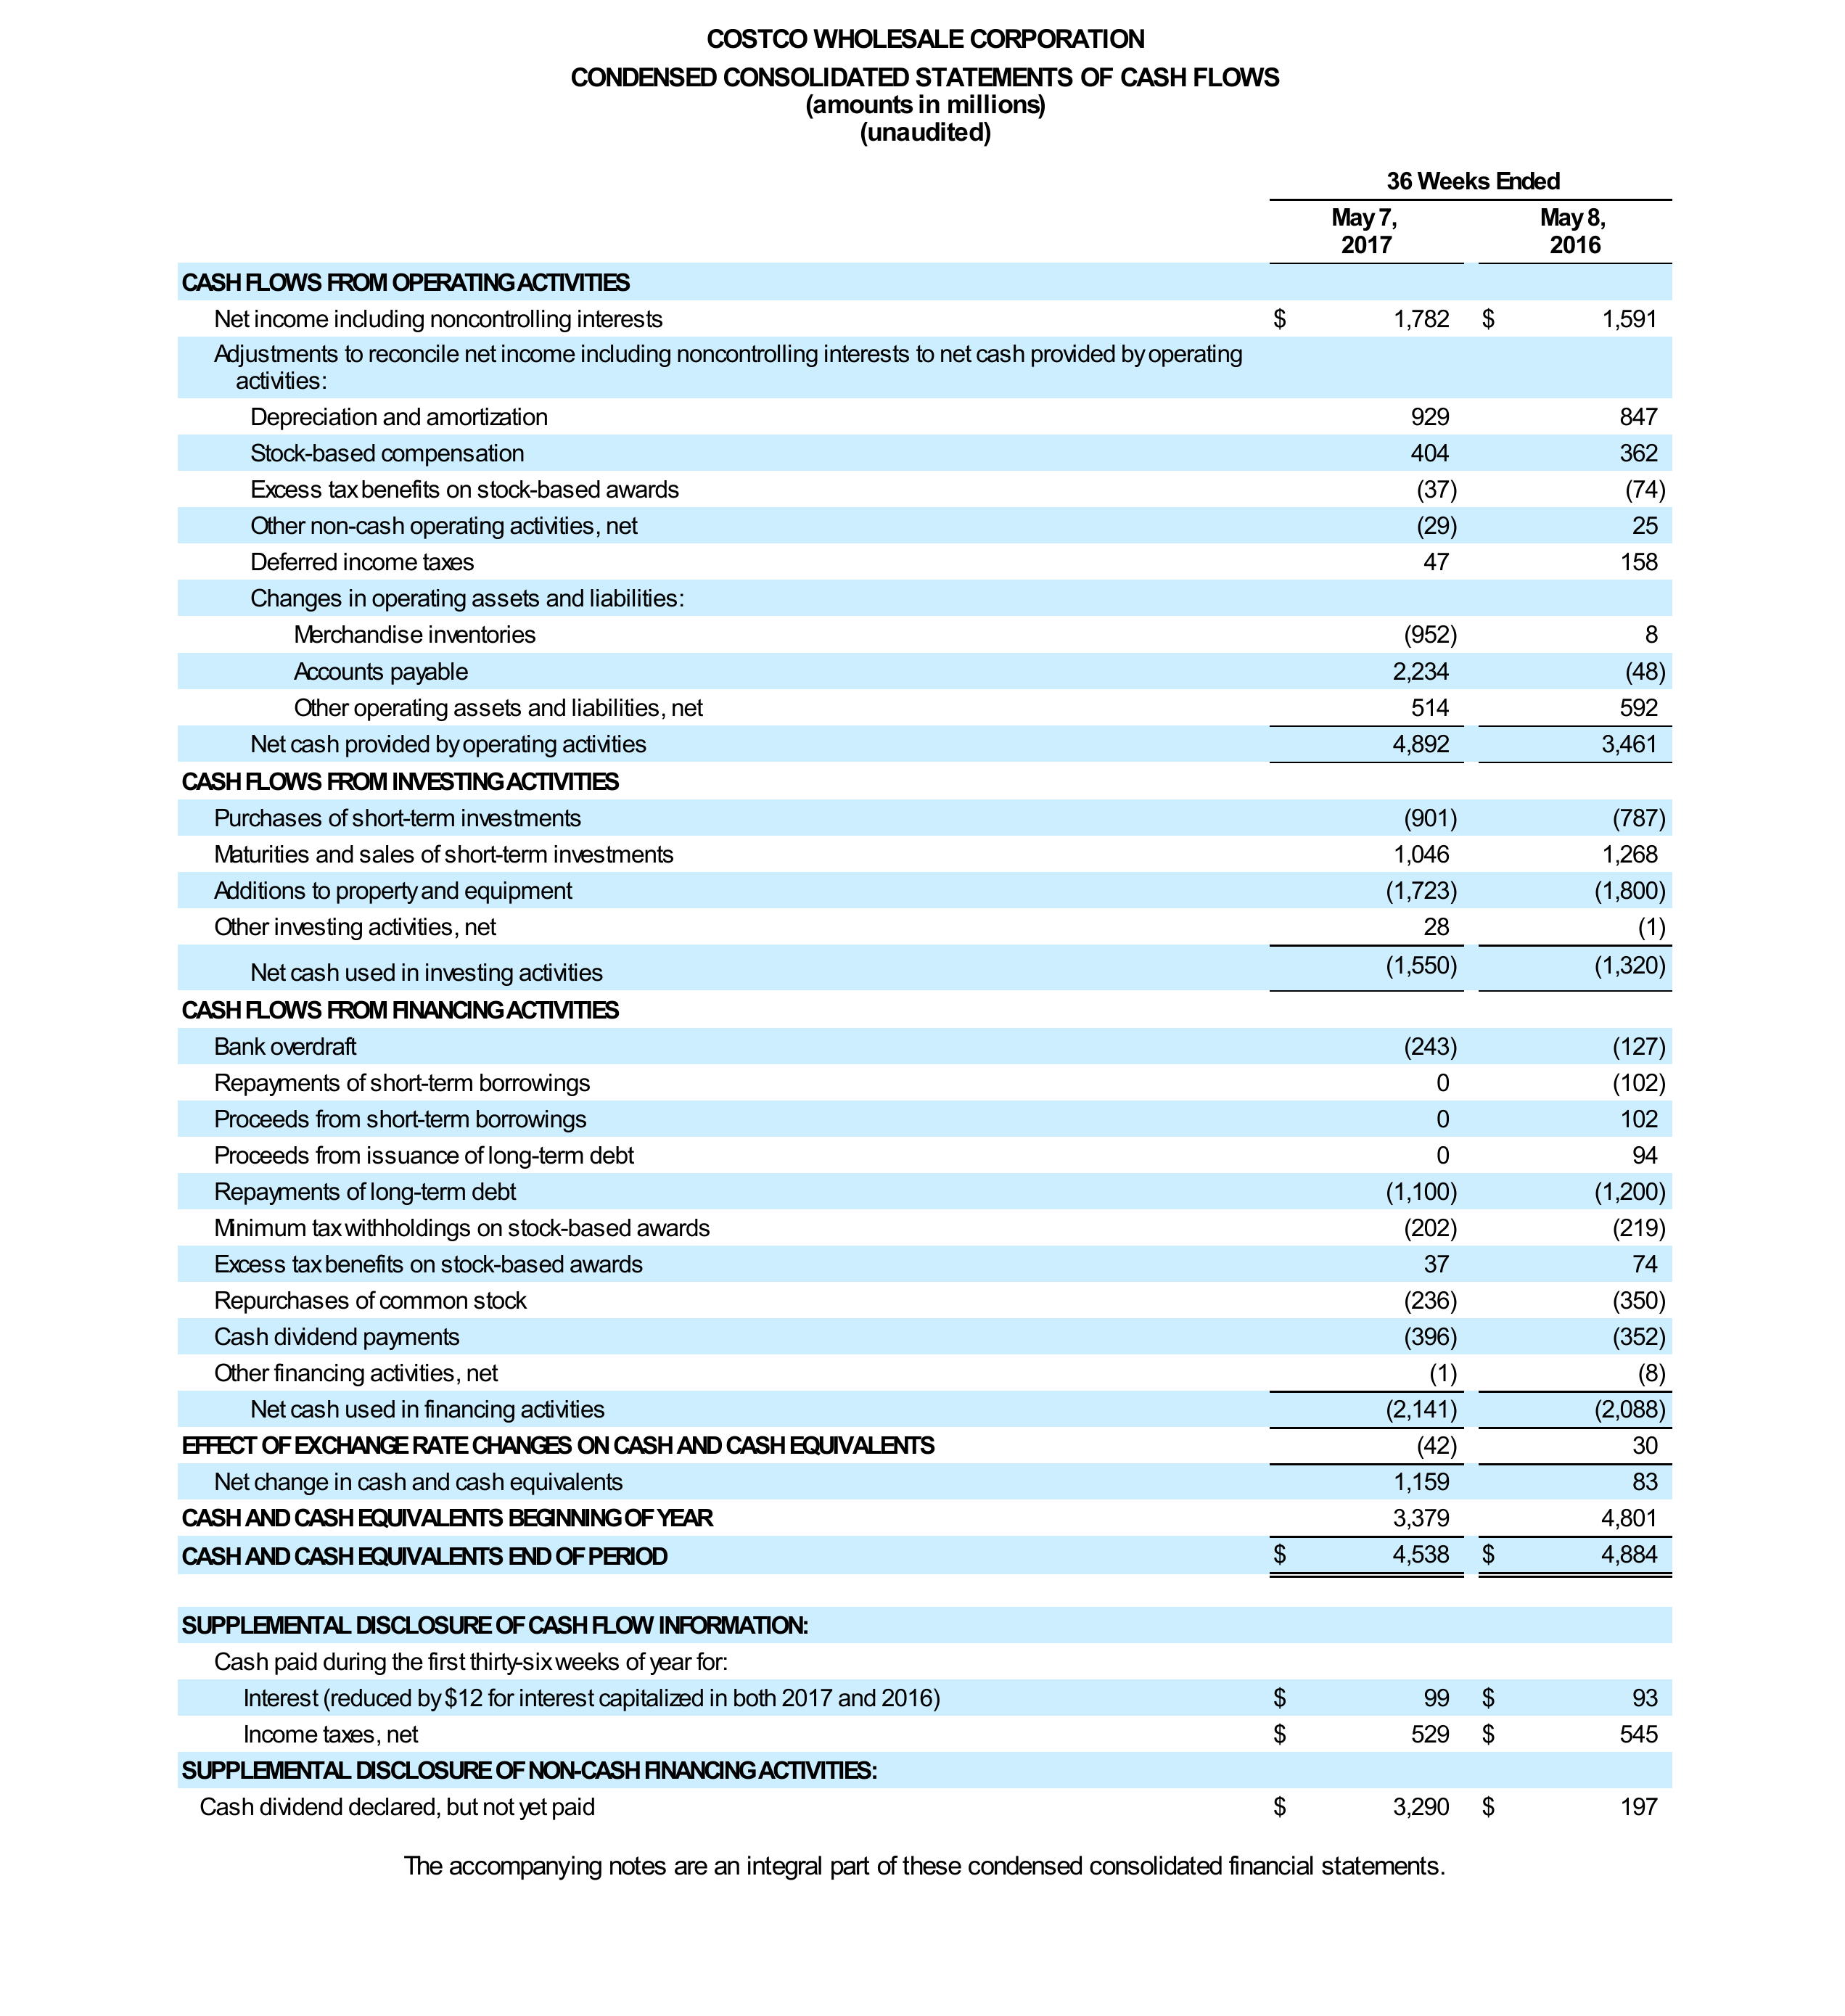 COSTCO WHOLESALE CORPORATION
CONDENSED CONSOLIDATED STATEMENTS OF CASH FLOWS
(amounts in millions)
(unaudited)
36 Weeks Ended
May 7, May 8,
2017 2016
CASH FLOWS FROM OPERATING ACTIVITIES
Net income including noncontrolling interests $ 1,782 $ 1,591
Adjustments to reconcile net income including noncontrolling interests to net cash provided by operating
activities:
Depreciation and amortization 929 847
Stock-based compensation 404 362
Excess tax benefits on stock-based awards (37) (74)
Other non-cash operating activities, net (29) 25
Deferred income taxes 47 158
Changes in operating assets and liabilities:
Merchandise inventories (952) 8
Accounts payable 2,234 (48)
Other operating assets and liabilities, net 514 592
Net cash provided by operating activities 4,892 3,461
CASH FLOWS FROM INVESTING ACTIVITIES
Purchases of short-term investments (901) (787)
Maturities and sales of short-term investments 1,046 1,268
Additions to property and equipment (1,723) (1,800)
Other investing activities, net 28 (1)
Net cash used in investing activities (1,550) (1,320)
CASH FLOWS FROM FINANCING ACTIVITIES
Bank overdraft (243) (127)
Repayments of short-term borrowings 0 (102)
Proceeds from short-term borrowings 0 102
Proceeds from issuance of long-term debt 0 94
Repayments of long-term debt (1,100) (1,200)
Minimum tax withholdings on stock-based awards (202) (219)
Excess tax benefits on stock-based awards 37 74
Repurchases of common stock (236) (350)
Cash dividend payments (396) (352)
Other financing activities, net (1) (8)
Net cash used in financing activities (2,141) (2,088)
EFFECT OF EXCHANGE RATE CHANGES ON CASH AND CASH EQUIVALENTS (42) 30
Net change in cash and cash equivalents 1,159 83
CASH AND CASH EQUIVALENTS BEGINNING OF YEAR 3,379 4,801
CASH AND CASH EQUIVALENTS END OF PERIOD $ 4,538 $ 4,884
SUPPLEMENTAL DISCLOSURE OF CASH FLOW INFORMATION:
Cash paid during the first thirty-six weeks of year for:
Interest (reduced by $12 for interest capitalized in both 2017 and 2016) $ 99 $ 93
Income taxes, net $ 529 $ 545
SUPPLEMENTAL DISCLOSURE OF NON-CASH FINANCING ACTIVITIES:
Cash dividend declared, but not yet paid $ 3,290 $ 197
The accompanying notes are an integral part of these condensed consolidated financial statements.